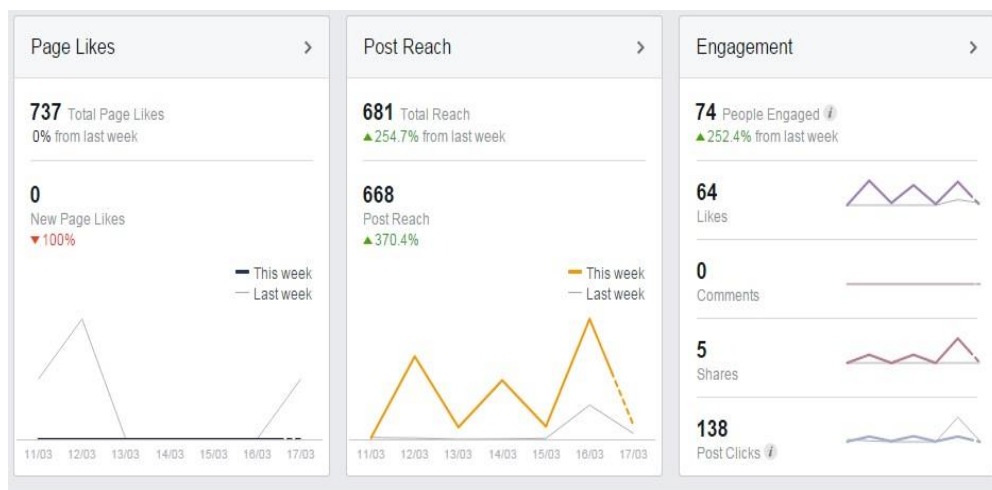 Page Likes
737 Total Page Likes
0% from last week
0
New Page Likes
▼100%
This week
Last week
11/03 12/03 13/03 14/03 15/03 16/03 17/03
Post Reach
681 Total Reach
▲254.7% from last week
668
Post Reach
▲370.4%
This week
Last week
11/03 12/03 13/03 14/03 15/03 16/03 17/03
Engagement
74 People Engaged i
▲252.4% from last week
64
Likes
0
Comments
5
Shares
138
Post Clicks i